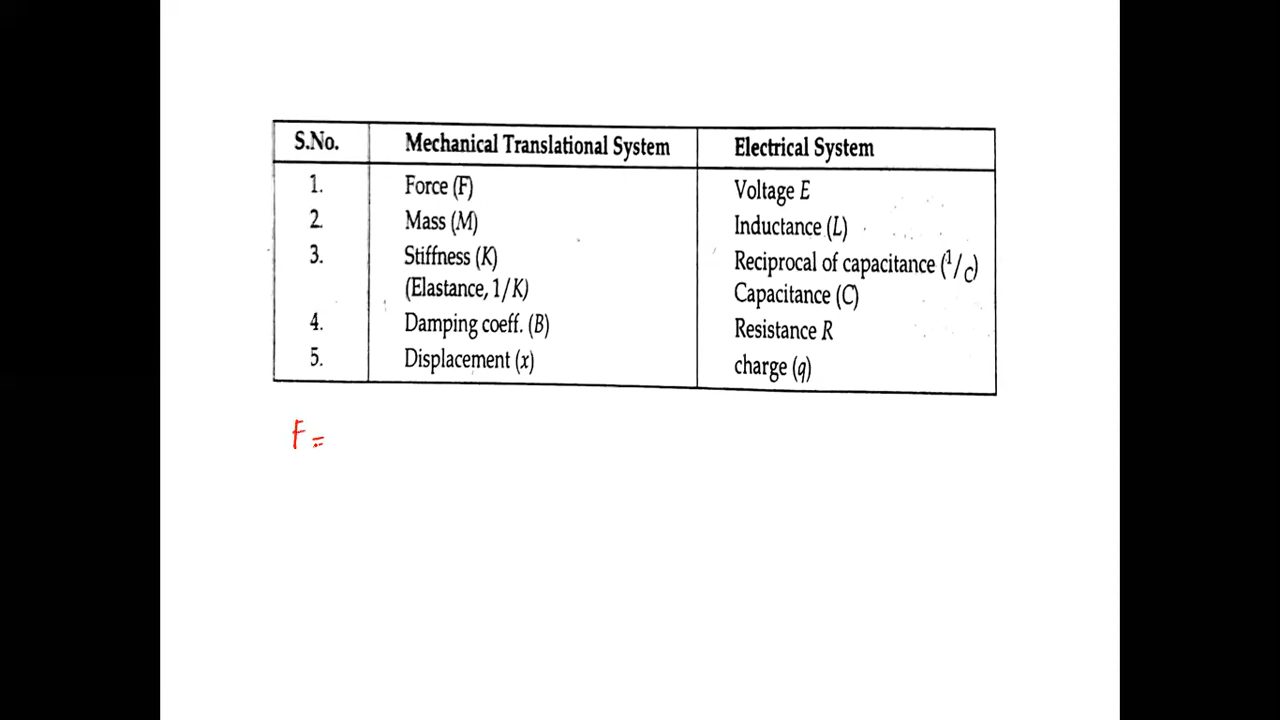 S.No. Mechanical Translational System Electrical System
1. Force (F) Voltage E
2. Mass (M) Inductance (L)
3. Stiffness (K) Reciprocal of capacitance (1/C)
(Elastance, 1/K) Capacitance (C)
4. Damping coeff. (B) Resistance R
5. Displacement (x) charge (q)
F =